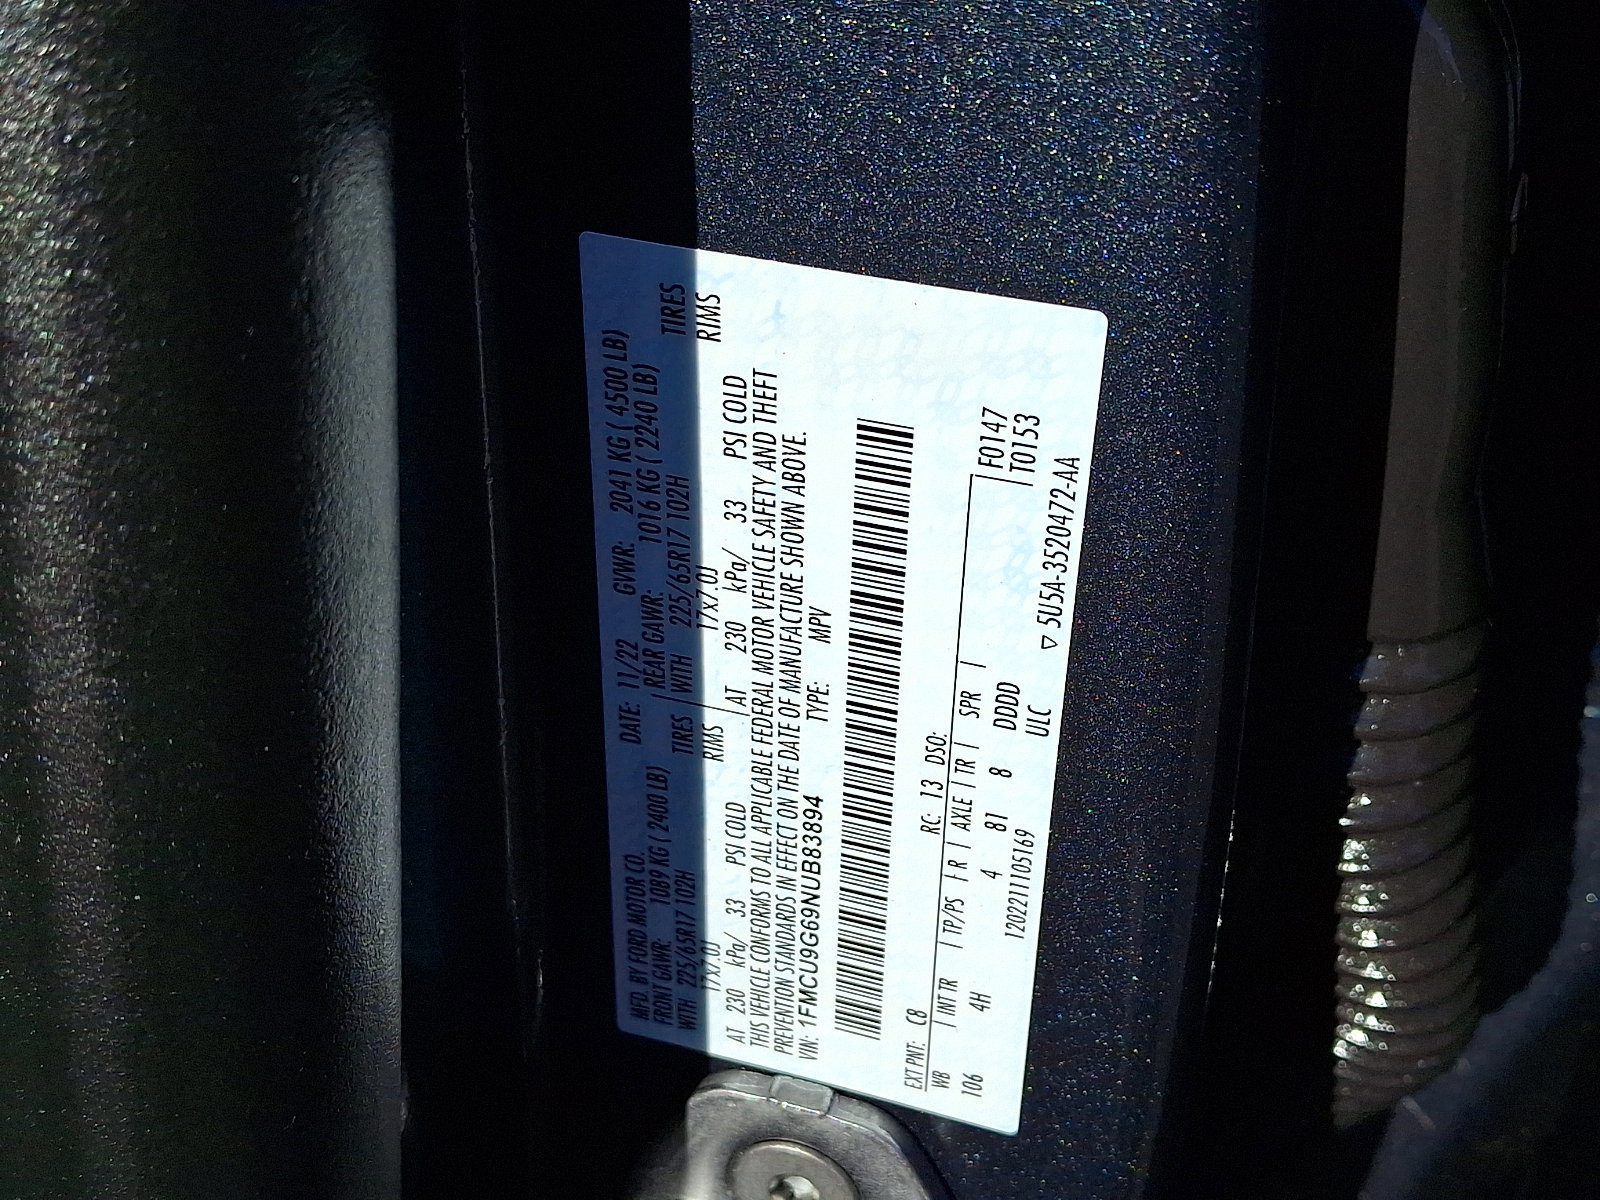 MFD. BY FORD MOTOR CO. DATE: 11/22 GVWR: 2041 KG ( 4500 LB)
FRONT GAWR: 1089 KG ( 2400 LB) REAR GAWR: 1016 KG ( 2240 LB)
WITH 225/65R17 102H TIRES WITH 225/65R17 102H TIRES
17x7.0J RIMS 17x7.0J RIMS
AT 230 kPa/ 33 PSI COLD AT 230 kPa/ 33 PSI COLD
THIS VEHICLE CONFORMS TO ALL APPLICABLE FEDERAL MOTOR VEHICLE SAFETY AND THEFT
PREVENTION STANDARDS IN EFFECT ON THE DATE OF MANUFACTURE SHOWN ABOVE.
VIN: 1FMCU9G69NUB83894 TYPE: MPV
EXT PNT: C8 RC: 13 DSO:
WB | INT TR | TP/PS | R | AXLE | TR | SPR | F0147
106 4H 4 81 8 DDDD T0153
120221105169 ULC ▽ 5U5A-3520472-AA